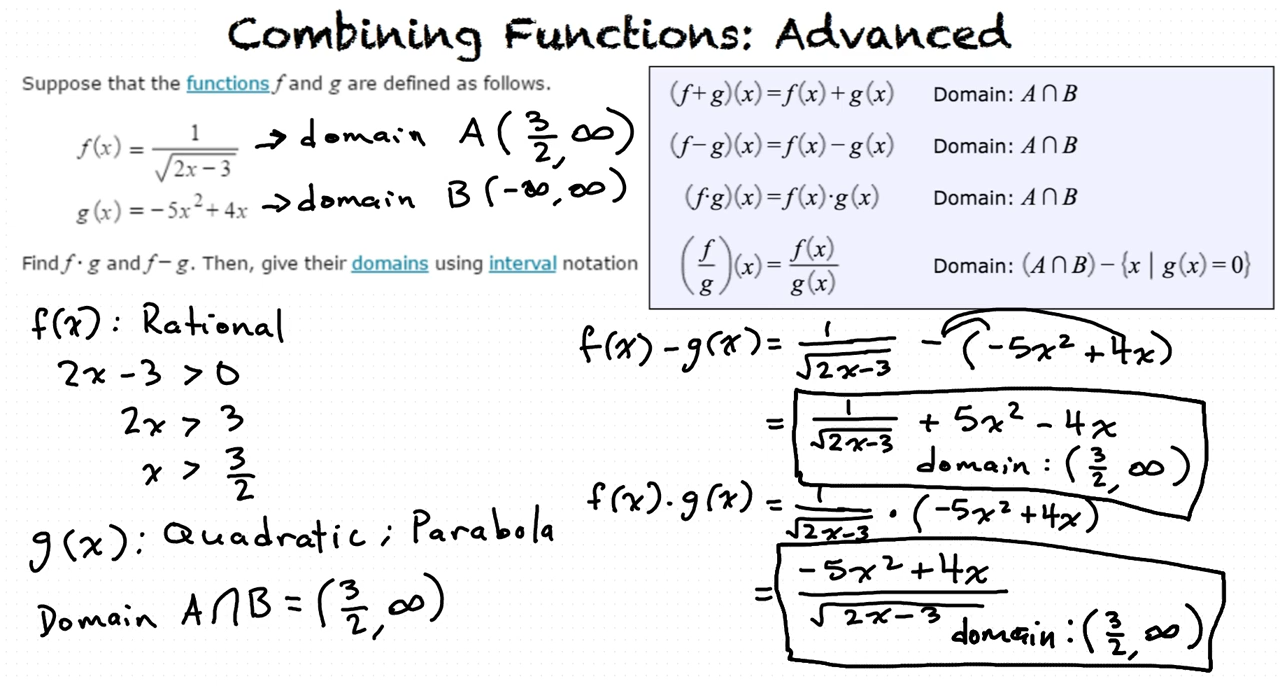 Combining Functions: Advanced
Suppose that the functions f and g are defined as follows.
f(x) = 1/√(2x − 3) → domain A (3/2, ∞)
g(x) = −5x² + 4x → domain B (-∞, ∞)
Find f · g and f − g. Then, give their domains using interval notation
(f+g)(x)=f(x)+g(x) Domain: A∩B
(f−g)(x)=f(x)−g(x) Domain: A∩B
(f·g)(x)=f(x)·g(x) Domain: A∩B
(f/g)(x)= f(x)/g(x) Domain: (A∩B)−{x | g(x)=0}
f(x): Rational
2x - 3 > 0
2x > 3
x > 3/2
g(x): Quadratic; Parabola
Domain A∩B = (3/2, ∞)
f(x) - g(x) = 1/√(2x-3) - (-5x² + 4x)
= 1/√(2x-3) + 5x² - 4x
domain: (3/2, ∞)
f(x)·g(x) = 1/√(2x-3) · (-5x² + 4x)
= (-5x² + 4x)/√(2x-3)
domain: (3/2, ∞)